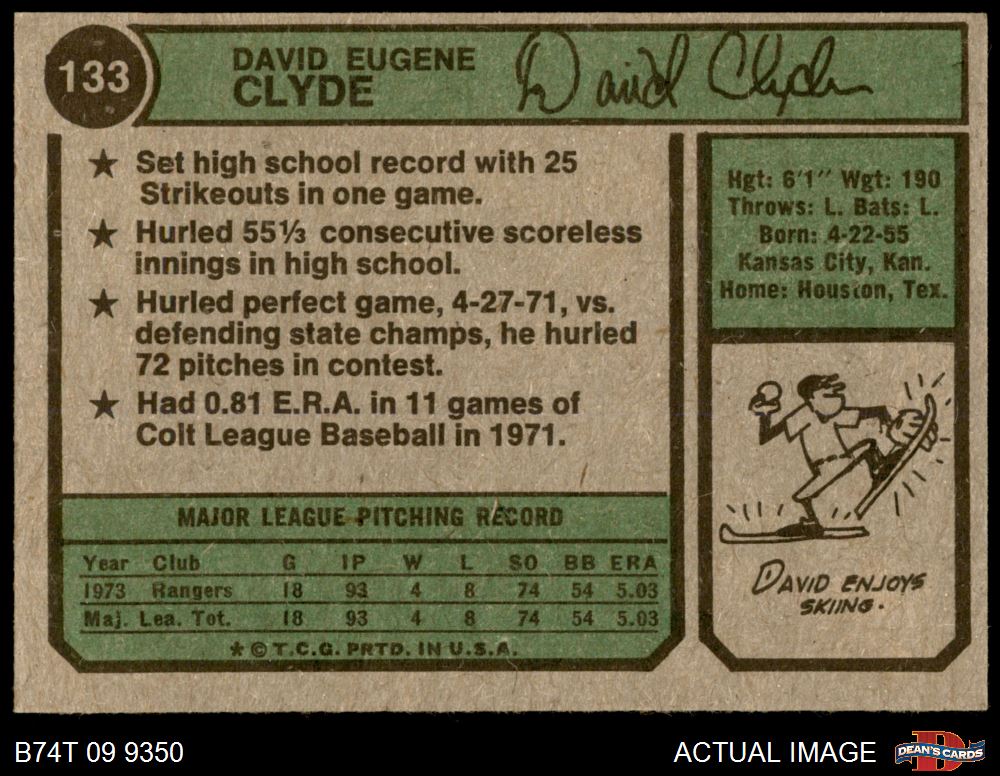 133
DAVID EUGENE
CLYDE
David Clyde
★ Set high school record with 25
Strikeouts in one game.
★ Hurled 55⅓ consecutive scoreless
innings in high school.
★ Hurled perfect game, 4-27-71, vs.
defending state champs, he hurled
72 pitches in contest.
★ Had 0.81 E.R.A. in 11 games of
Colt League Baseball in 1971.
Hgt: 6'1" Wgt: 190
Throws: L. Bats: L.
Born: 4-22-55
Kansas City, Kan.
Home: Houston, Tex.
DAVID ENJOYS
SKIING.
MAJOR LEAGUE PITCHING RECORD
Year Club G IP W L SO BB ERA
1973 Rangers 18 93 4 8 74 54 5.03
Maj. Lea. Tot. 18 93 4 8 74 54 5.03
★ © T.C.G. PRTD. IN U.S.A.
B74T 09 9350
ACTUAL IMAGE
DEAN'S CARDS